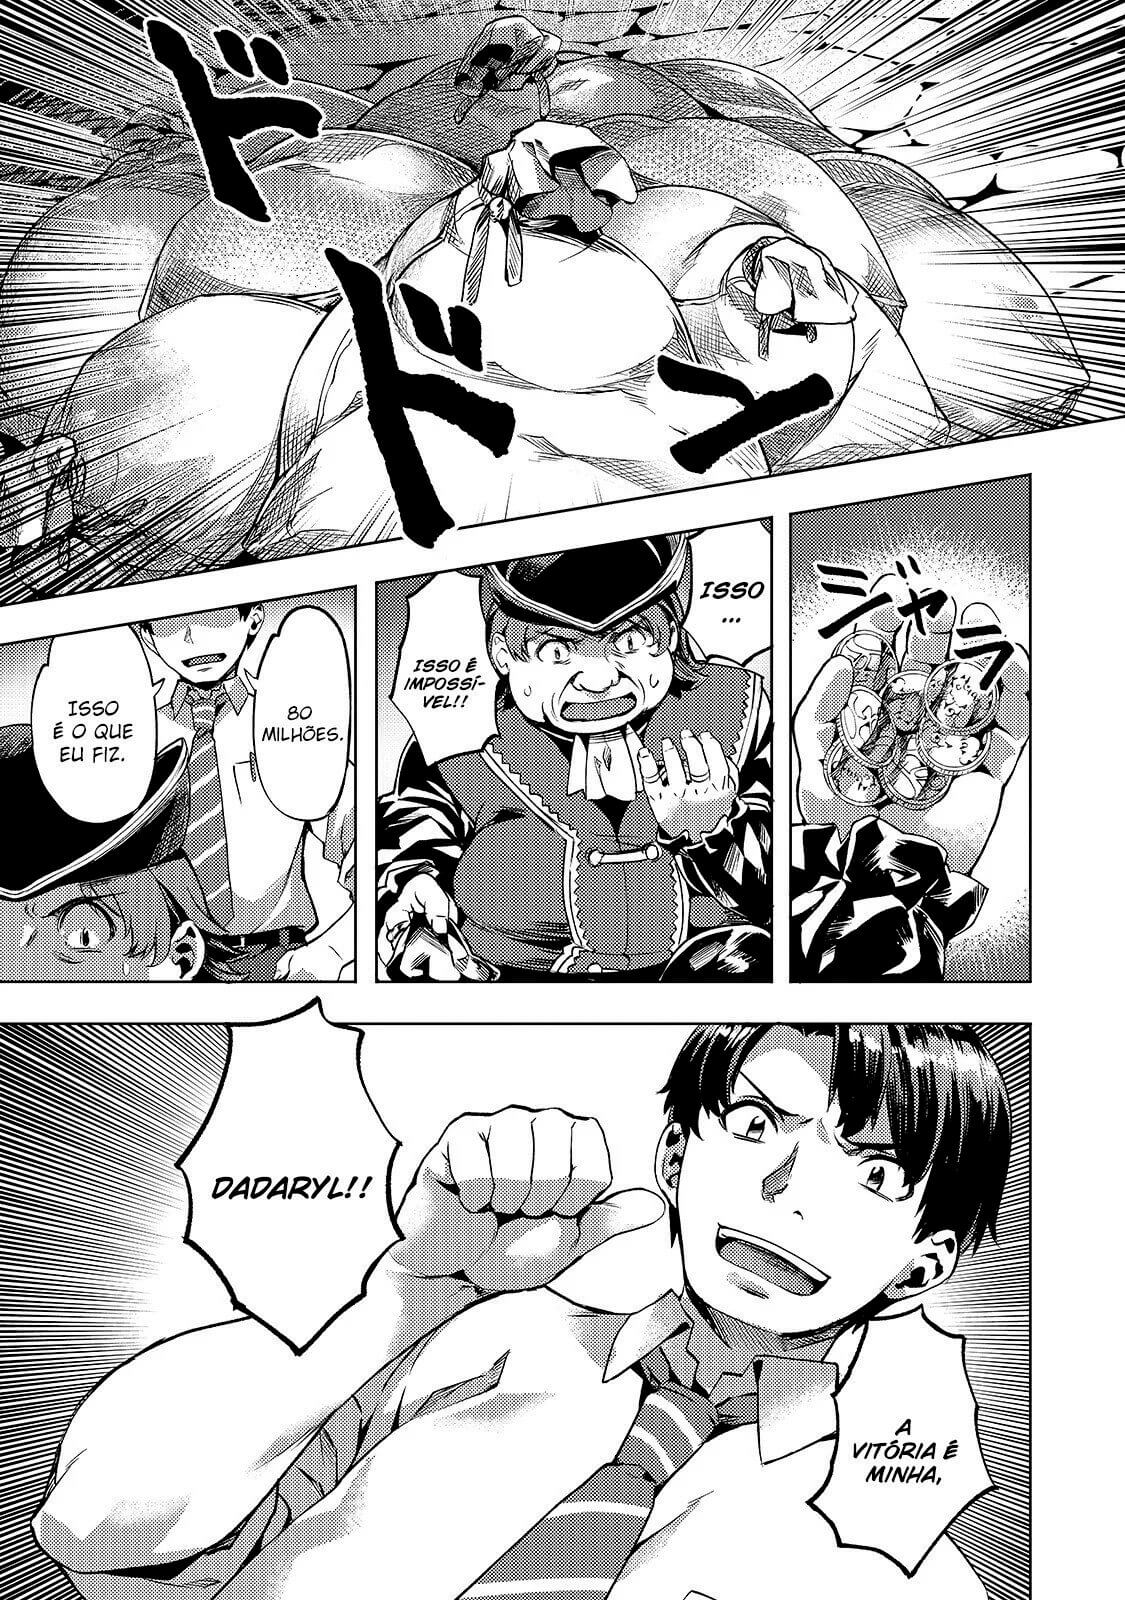 ド
ド
ン
ジャラ
ISSO
...
ISSO É
IMPOSSÍ-
VEL!!
80
MILHÕES.
ISSO
É O QUE
EU FIZ.
A
VITÓRIA É
MINHA,
DADARYL!!